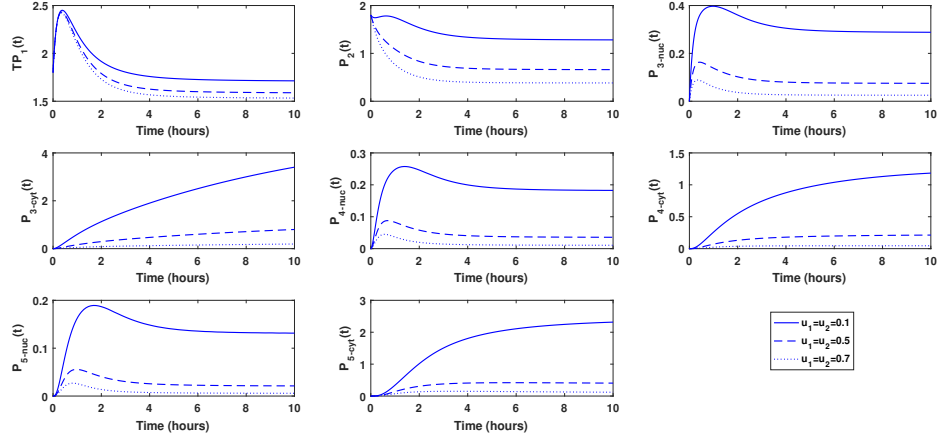 TP₁(t)
2.5
2
1.5
0 2 4 6 8 10
Time (hours)
P₂(t)
2
1
0
0 2 4 6 8 10
Time (hours)
P₃₋ₙᵤc(t)
0.4
0.2
0
0 2 4 6 8 10
Time (hours)
P₃₋cyt(t)
4
2
0
0 2 4 6 8 10
Time (hours)
P₄₋ₙᵤc(t)
0.3
0.2
0.1
0
0 2 4 6 8 10
Time (hours)
P₄₋cyt(t)
1.5
1
0.5
0
0 2 4 6 8 10
Time (hours)
P₅₋ₙᵤc(t)
0.2
0.1
0
0 2 4 6 8 10
Time (hours)
P₅₋cyt(t)
3
2
1
0
0 2 4 6 8 10
Time (hours)
u₁=u₂=0.1
u₁=u₂=0.5
u₁=u₂=0.7